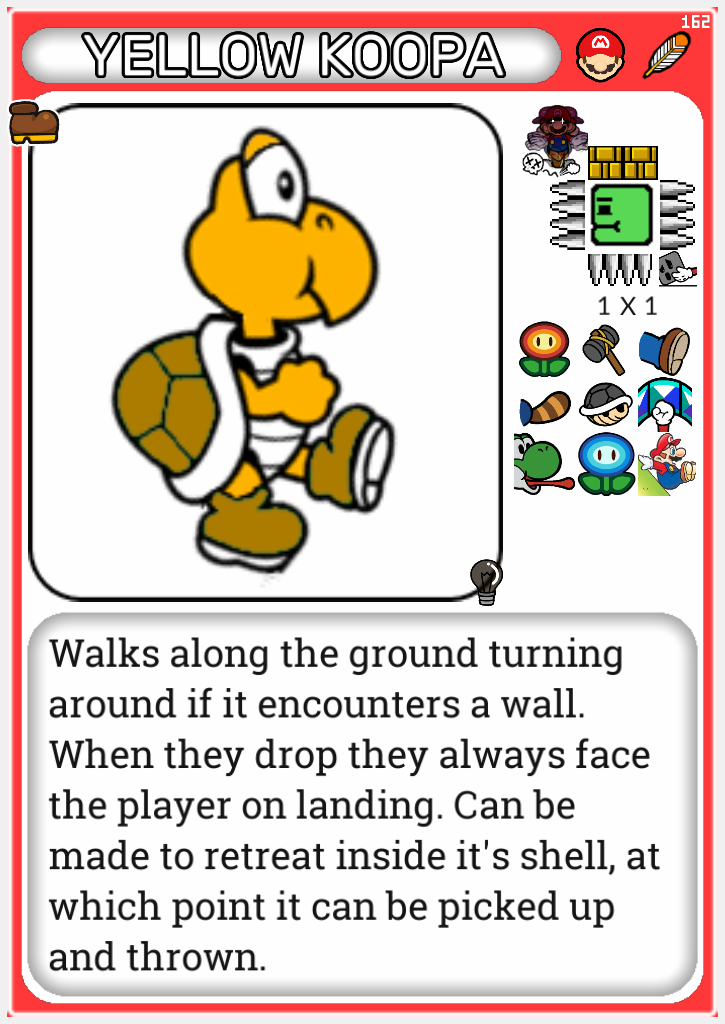 162
YELLOW KOOPA
1 X 1
Walks along the ground turning
around if it encounters a wall.
When they drop they always face
the player on landing. Can be
made to retreat inside it's shell, at
which point it can be picked up
and thrown.